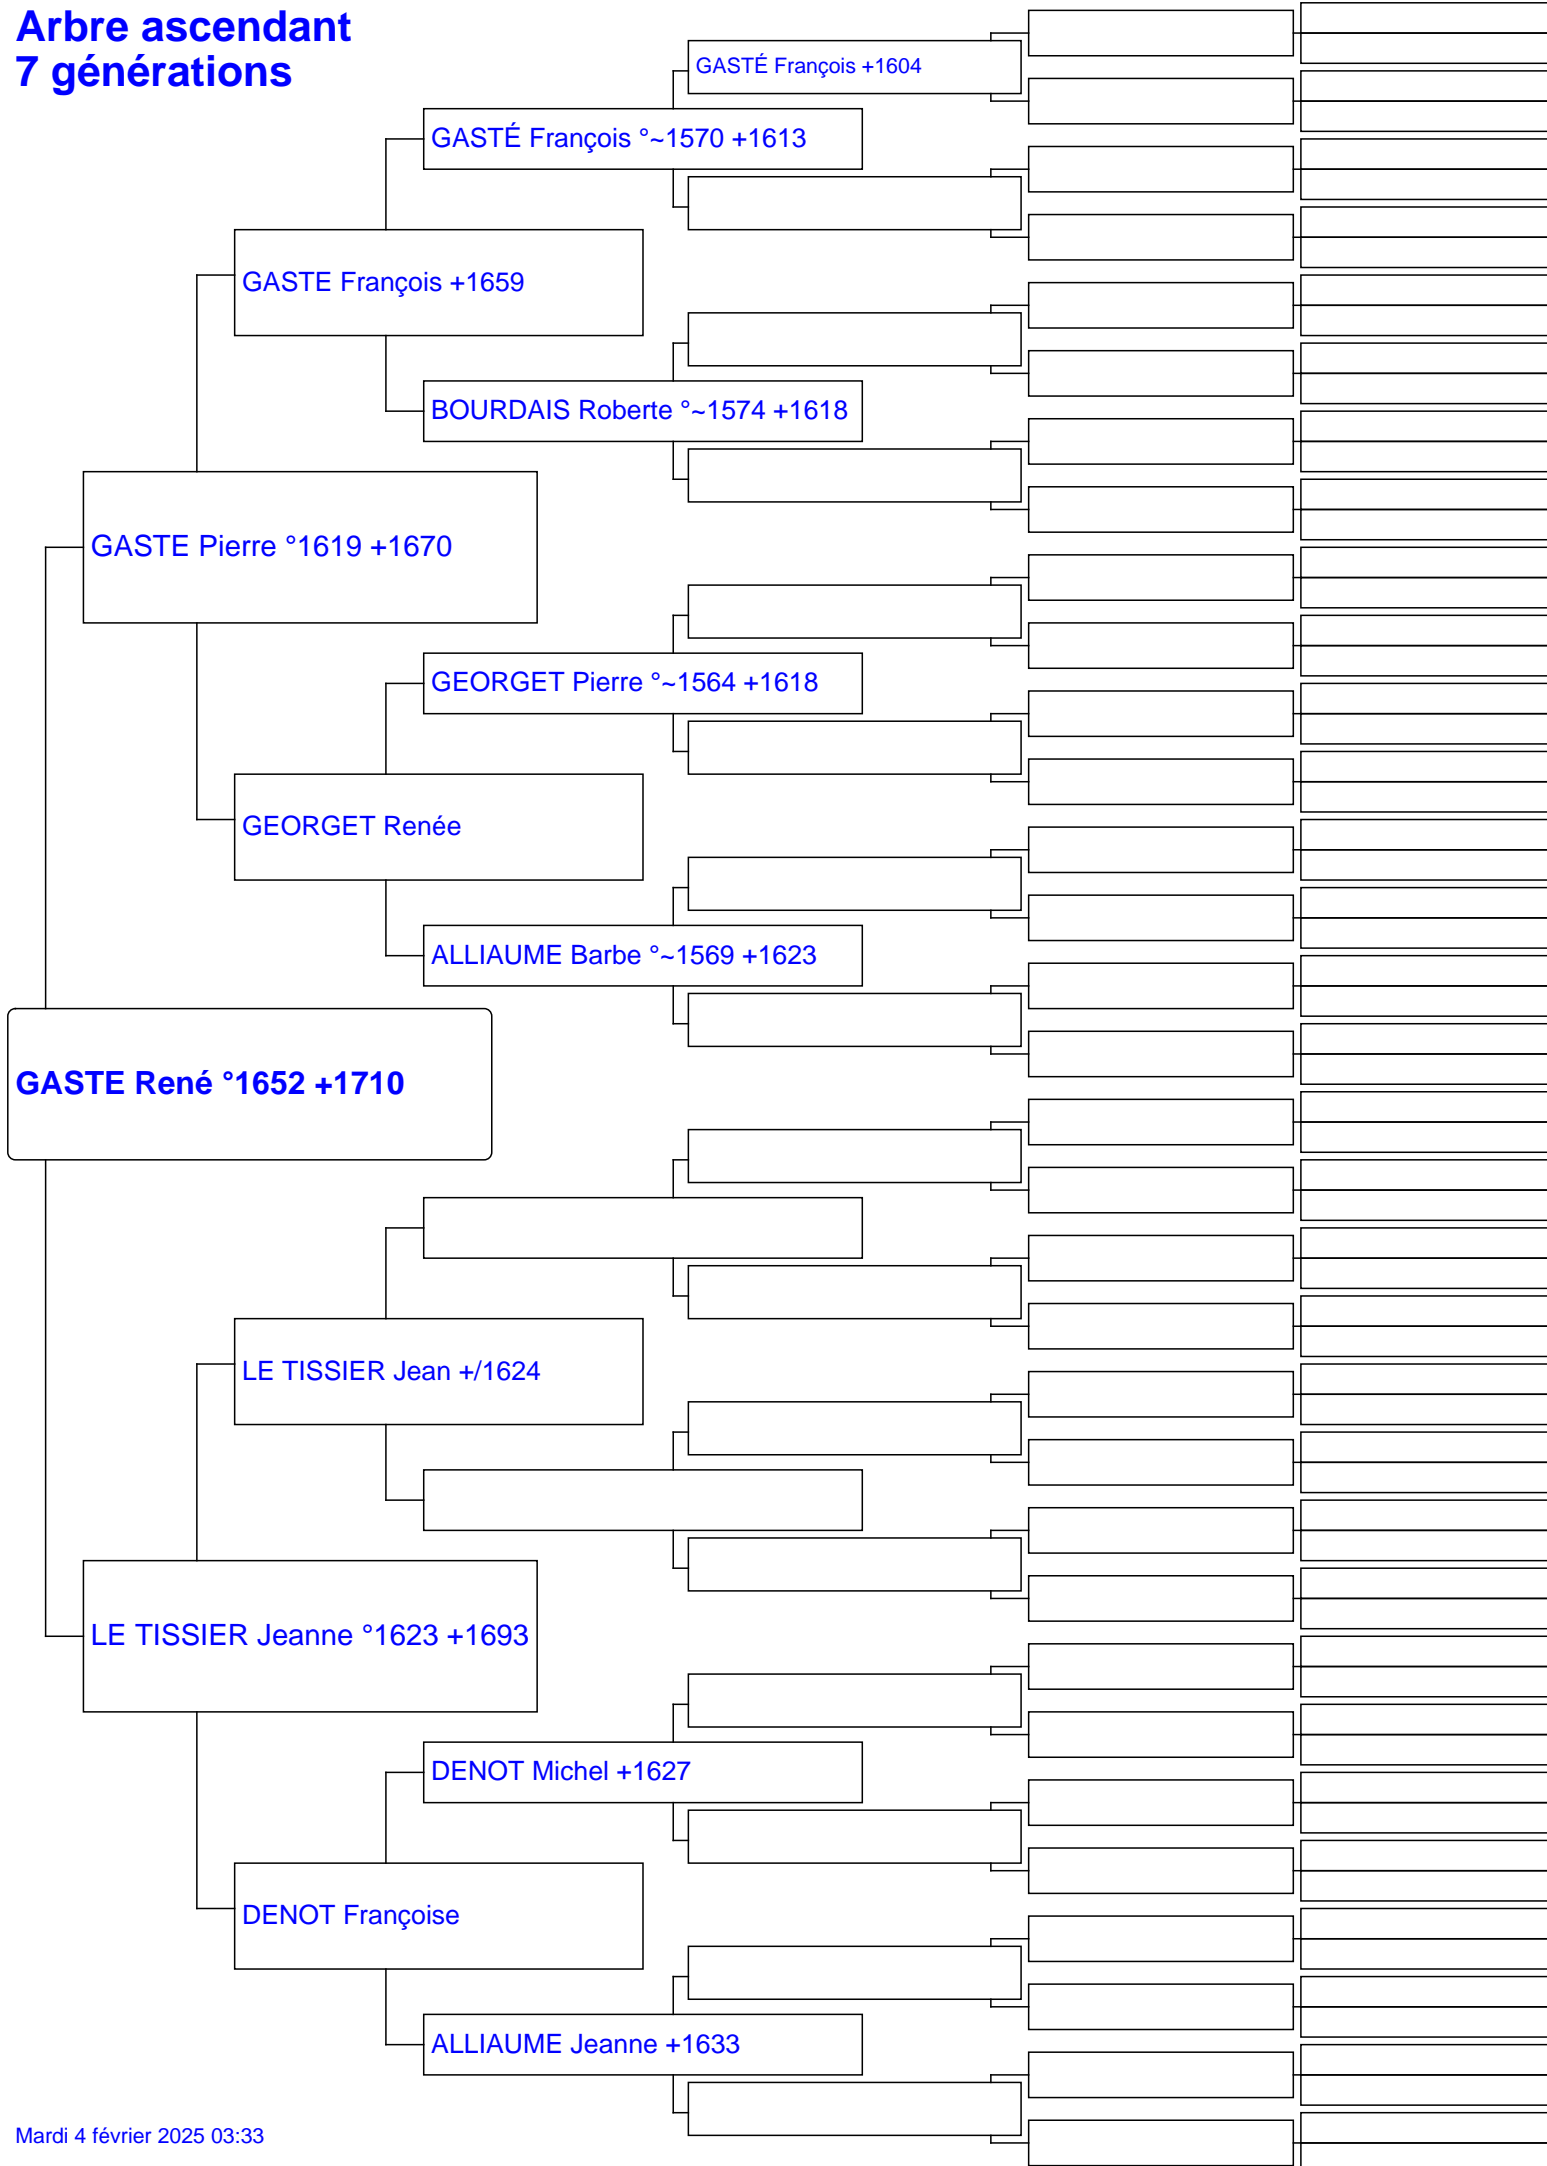 Arbre ascendant
7 générations
GASTÉ François +1604
GASTÉ François °~1570 +1613
GASTE François +1659
BOURDAIS Roberte °~1574 +1618
GASTE Pierre °1619 +1670
GEORGET Pierre °~1564 +1618
GEORGET Renée
ALLIAUME Barbe °~1569 +1623
GASTE René °1652 +1710
LE TISSIER Jean +/1624
LE TISSIER Jeanne °1623 +1693
DENOT Michel +1627
DENOT Françoise
ALLIAUME Jeanne +1633
Mardi 4 février 2025 03:33